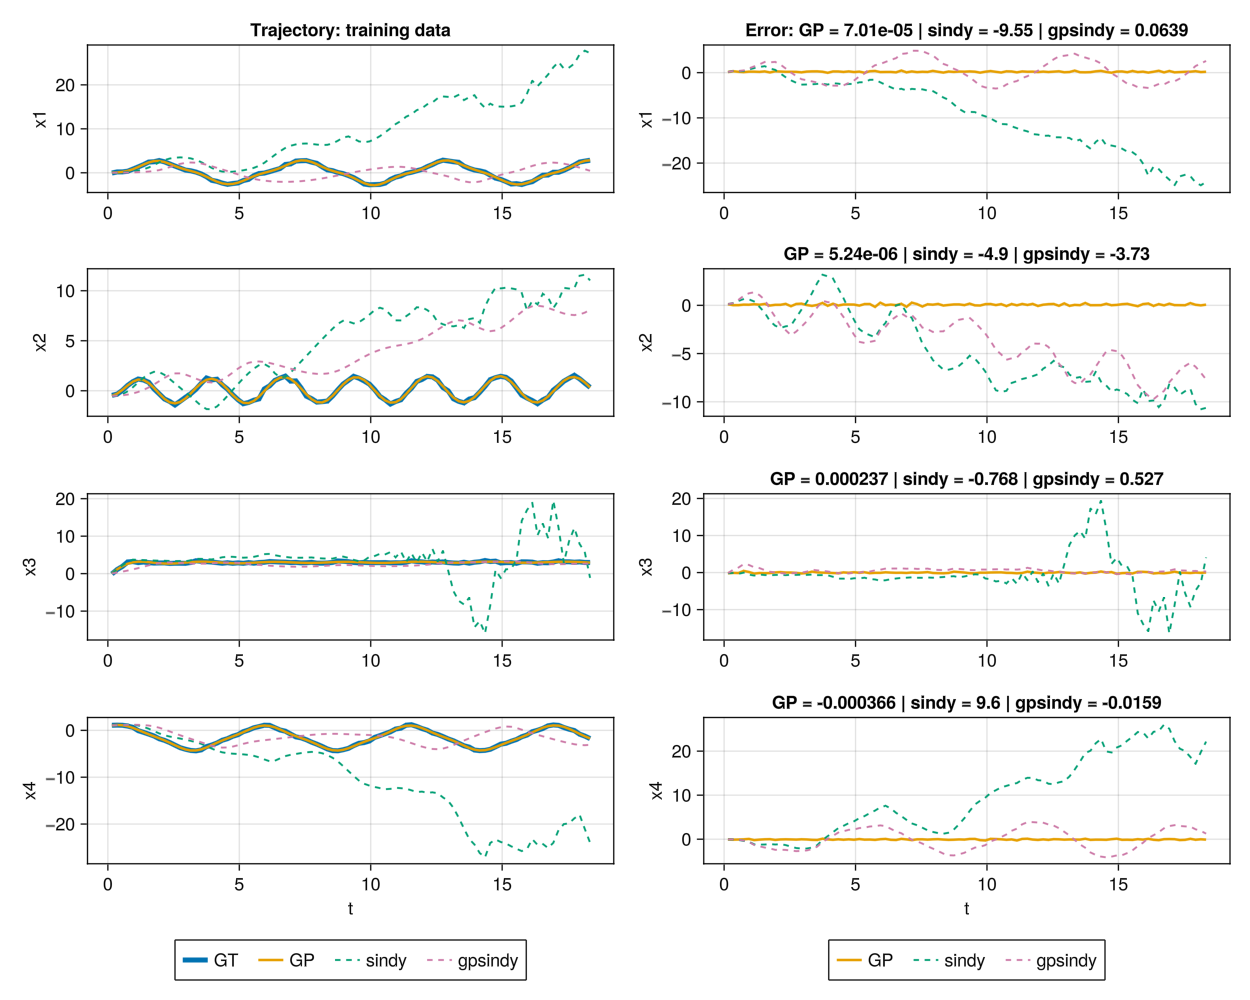 Trajectory: training data
Error: GP = 7.01e-05 | sindy = -9.55 | gpsindy = 0.0639
x1
20
10
0
0 5 10 15
x1
0
−10
−20
0 5 10 15
GP = 5.24e-06 | sindy = -4.9 | gpsindy = -3.73
x2
10
5
0
0 5 10 15
x2
0
−5
−10
0 5 10 15
GP = 0.000237 | sindy = -0.768 | gpsindy = 0.527
x3
20
10
0
−10
0 5 10 15
x3
20
10
0
−10
0 5 10 15
GP = -0.000366 | sindy = 9.6 | gpsindy = -0.0159
x4
0
−10
−20
0 5 10 15
t
x4
20
10
0
0 5 10 15
t
GT GP sindy gpsindy
GP sindy gpsindy